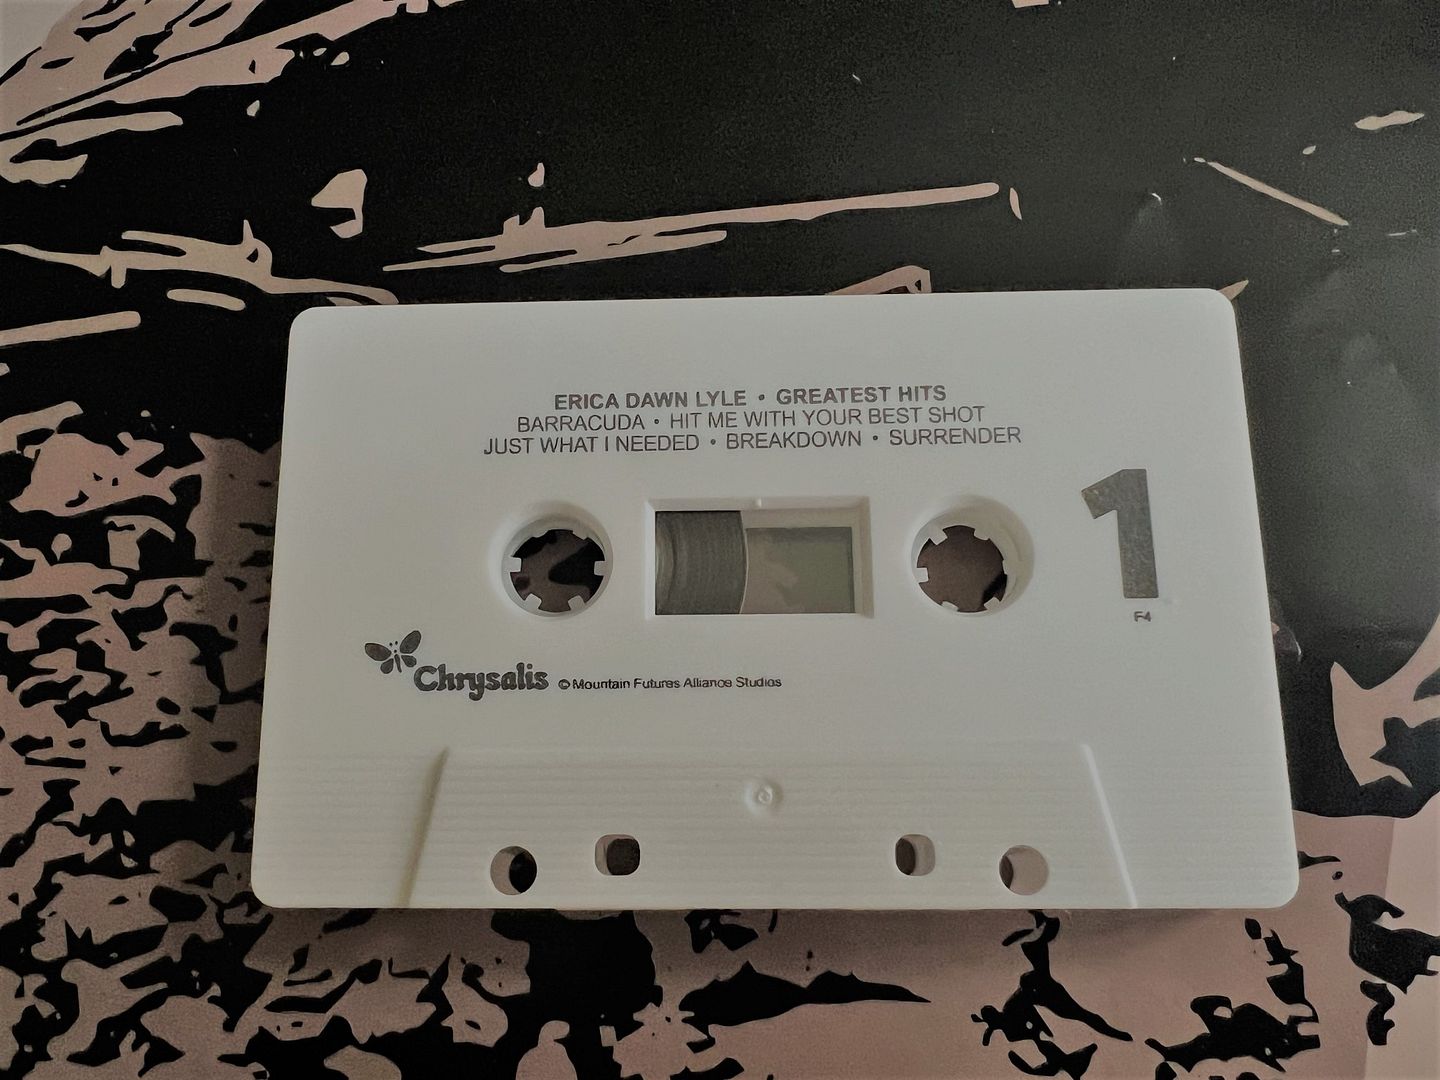 ERICA DAWN LYLE • GREATEST HITS
BARRACUDA • HIT ME WITH YOUR BEST SHOT
JUST WHAT I NEEDED • BREAKDOWN • SURRENDER
1
F4
Chrysalis © Mountain Futures Alliance Studios